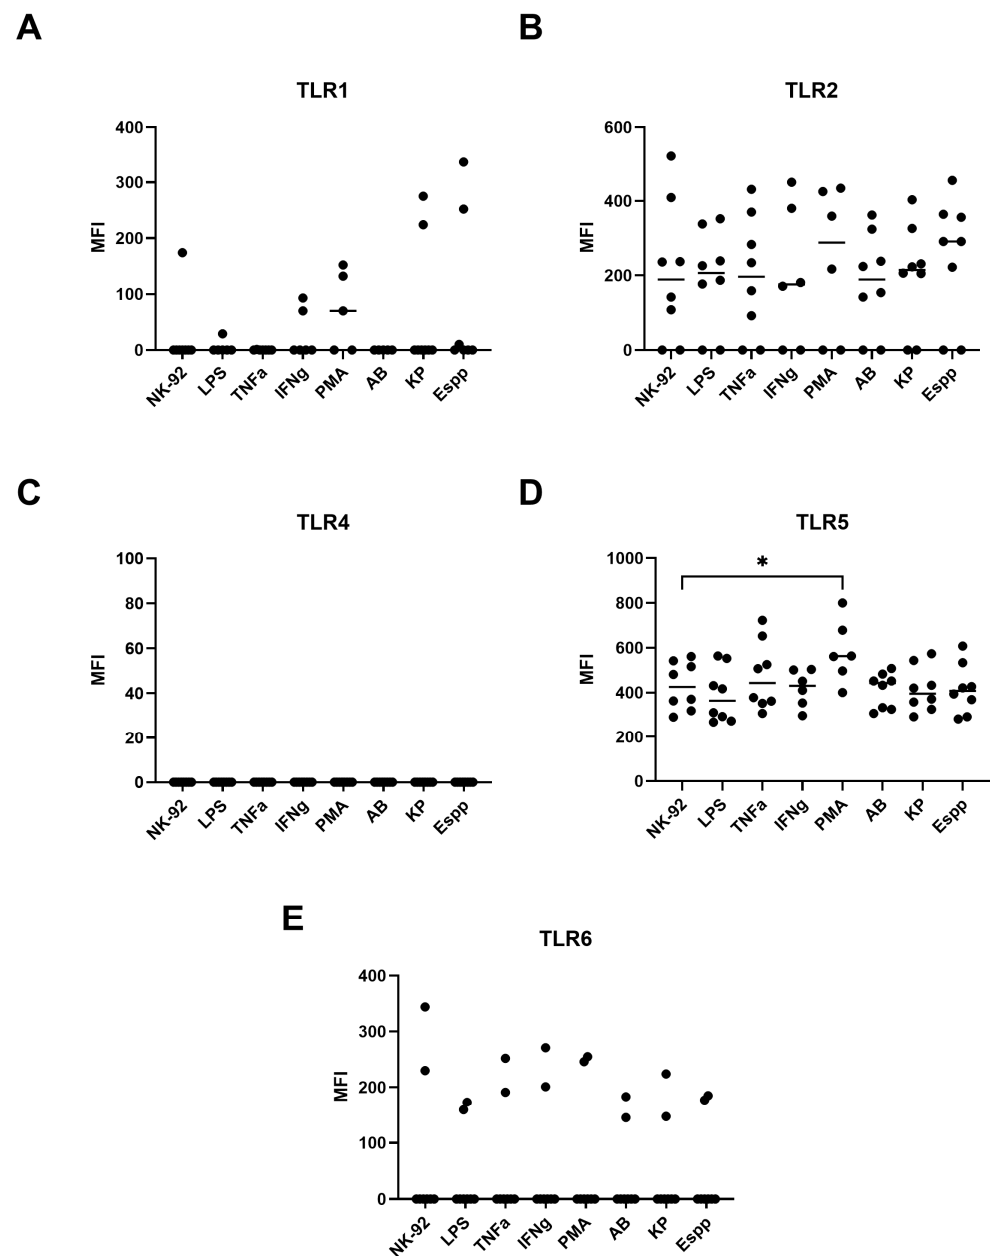 A
B
TLR1
TLR2
MFI
400
300
200
100
0
NK-92
LPS
TNFa
IFNg
PMA
AB
KP
Espp
MFI
600
400
200
0
NK-92
LPS
TNFa
IFNg
PMA
AB
KP
Espp
C
D
TLR4
TLR5
MFI
100
80
60
40
20
0
NK-92
LPS
TNFa
IFNg
PMA
AB
KP
Espp
MFI
1000
800
600
400
200
0
*
NK-92
LPS
TNFa
IFNg
PMA
AB
KP
Espp
E
TLR6
MFI
400
300
200
100
0
NK-92
LPS
TNFa
IFNg
PMA
AB
KP
Espp